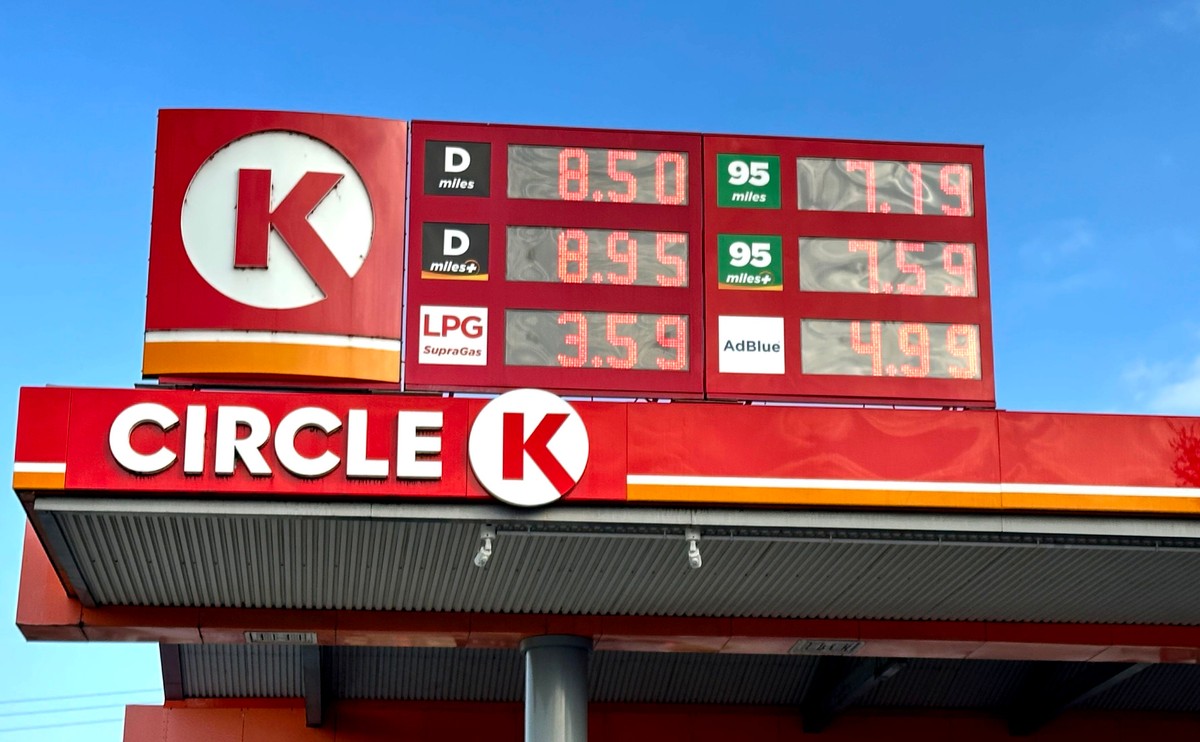 K
D miles 8.50
D miles+ 8.95
LPG SupraGas 3.59
95 miles 7.19
95 miles+ 7.59
AdBlue 4.99
CIRCLE K